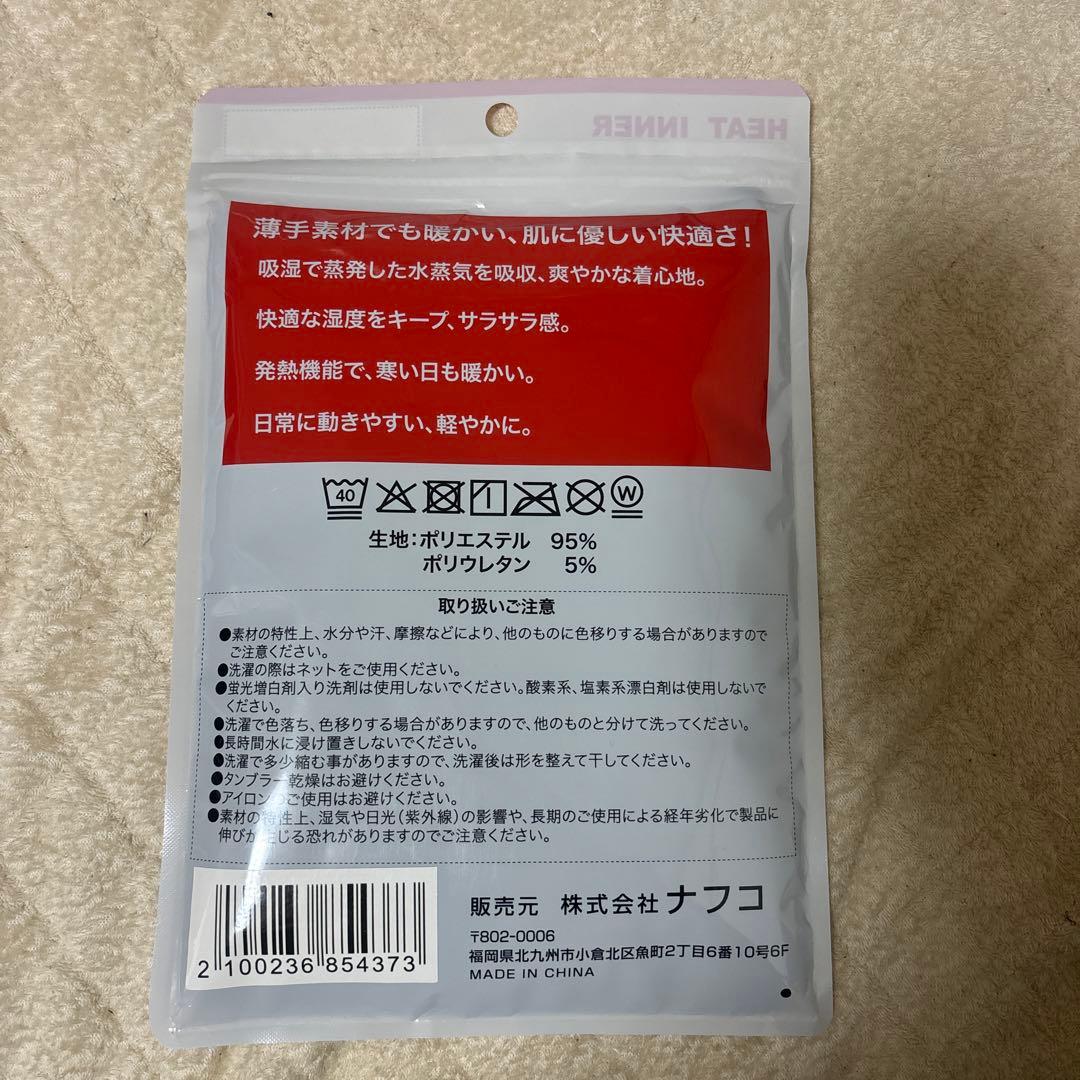 HEAT INNER
薄手素材でも暖かい、肌に優しい快適さ！
吸湿で蒸発した水蒸気を吸収、爽やかな着心地。
快適な湿度をキープ、サラサラ感。
発熱機能で、寒い日も暖かい。
日常に動きやすい、軽やかに。
40 W
生地：ポリエステル 95%
ポリウレタン 5%
取り扱いご注意
●素材の特性上、水分や汗、摩擦などにより、他のものに色移りする場合がありますので
ご注意ください。
●洗濯の際はネットをご使用ください。
●蛍光増白剤入り洗剤は使用しないでください。酸素系、塩素系漂白剤は使用しないで
ください。
●洗濯で色落ち、色移りする場合がありますので、他のものと分けて洗ってください。
●長時間水に浸け置きしないでください。
●洗濯で多少縮む事がありますので、洗濯後は形を整えて干してください。
●タンブラー乾燥はお避けください。
●アイロンのご使用はお避けください。
●素材の特性上、湿気や日光（紫外線）の影響や、長期のご使用による経年劣化で製品に
伸びが生じる恐れがありますのでご注意ください。
2 100236 854373
販売元 株式会社 ナフコ
〒802-0006
福岡県北九州市小倉北区魚町2丁目6番10号6F
MADE IN CHINA